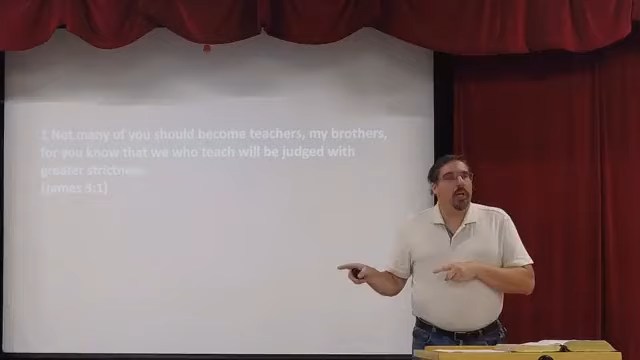 1 Not many of you should become teachers, my brothers,
for you know that we who teach will be judged with
greater strictness.
(James 3:1)